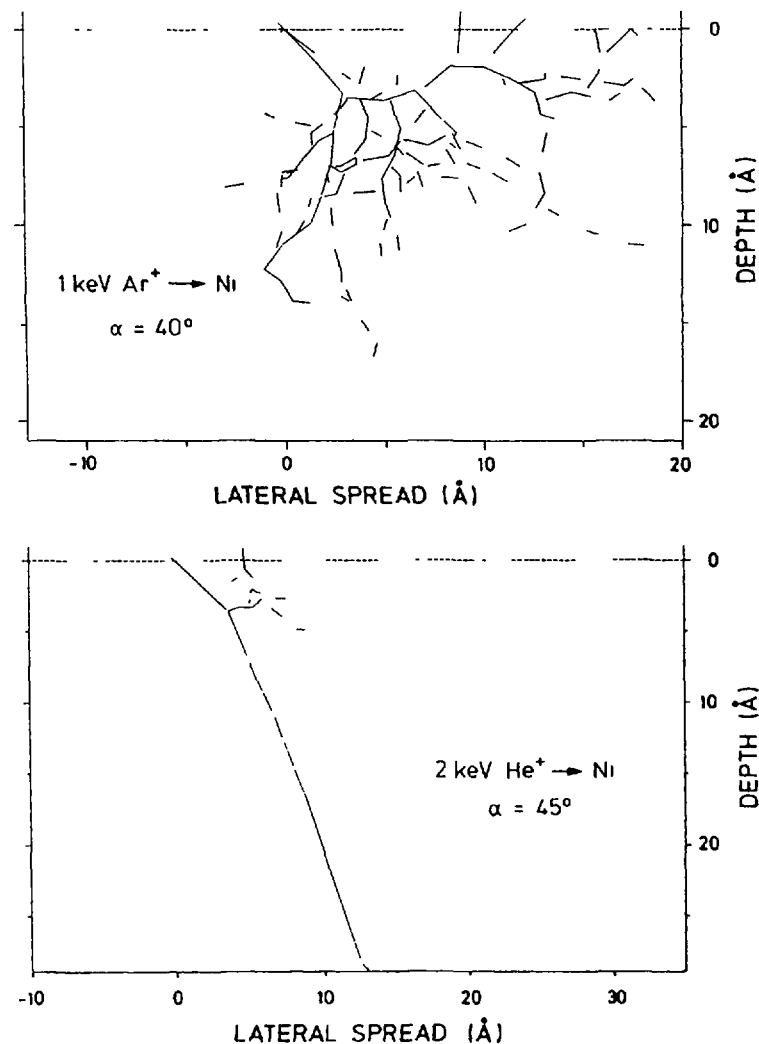 0
10
20
DEPTH (Å)
1 keV Ar⁺ → Ni
α = 40°
-10
0
10
20
LATERAL SPREAD (Å)
0
10
20
DEPTH (Å)
2 keV He⁺ → Ni
α = 45°
-10
0
10
20
30
LATERAL SPREAD (Å)